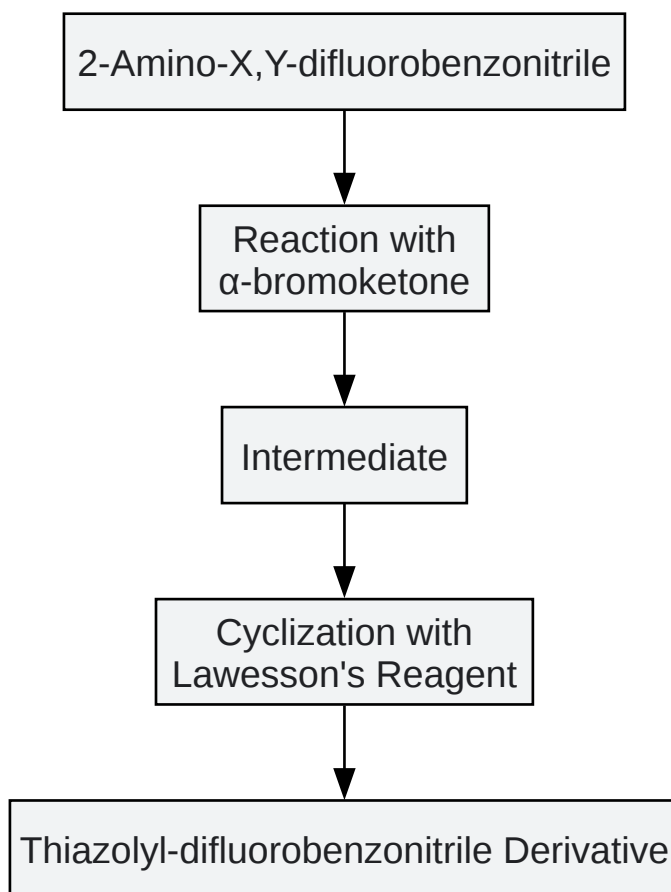 2-Amino-X,Y-difluorobenzonitrile
Reaction with
α-bromoketone
Intermediate
Cyclization with
Lawesson's Reagent
Thiazolyl-difluorobenzonitrile Derivative